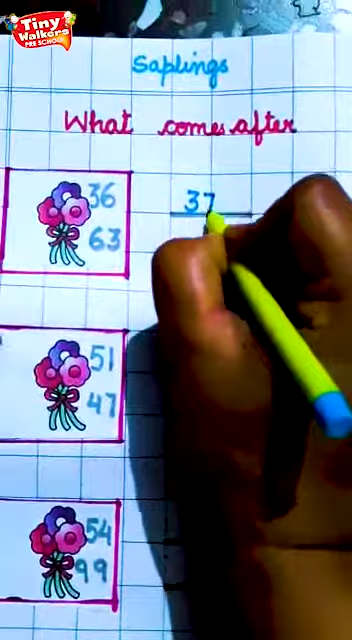 Tiny
Walkers
PRE SCHOOL
Saplings
What comes after
36 37
63
51
47
54
99